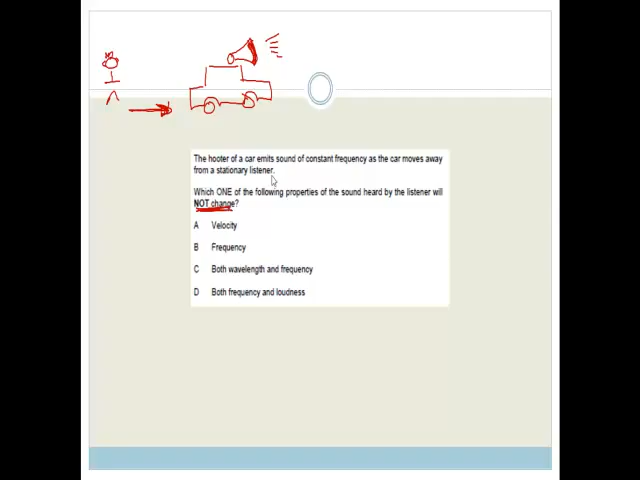 The hooter of a car emits sound of constant frequency as the car moves away
from a stationary listener.
Which ONE of the following properties of the sound heard by the listener will
NOT change?
A Velocity
B Frequency
C Both wavelength and frequency
D Both frequency and loudness